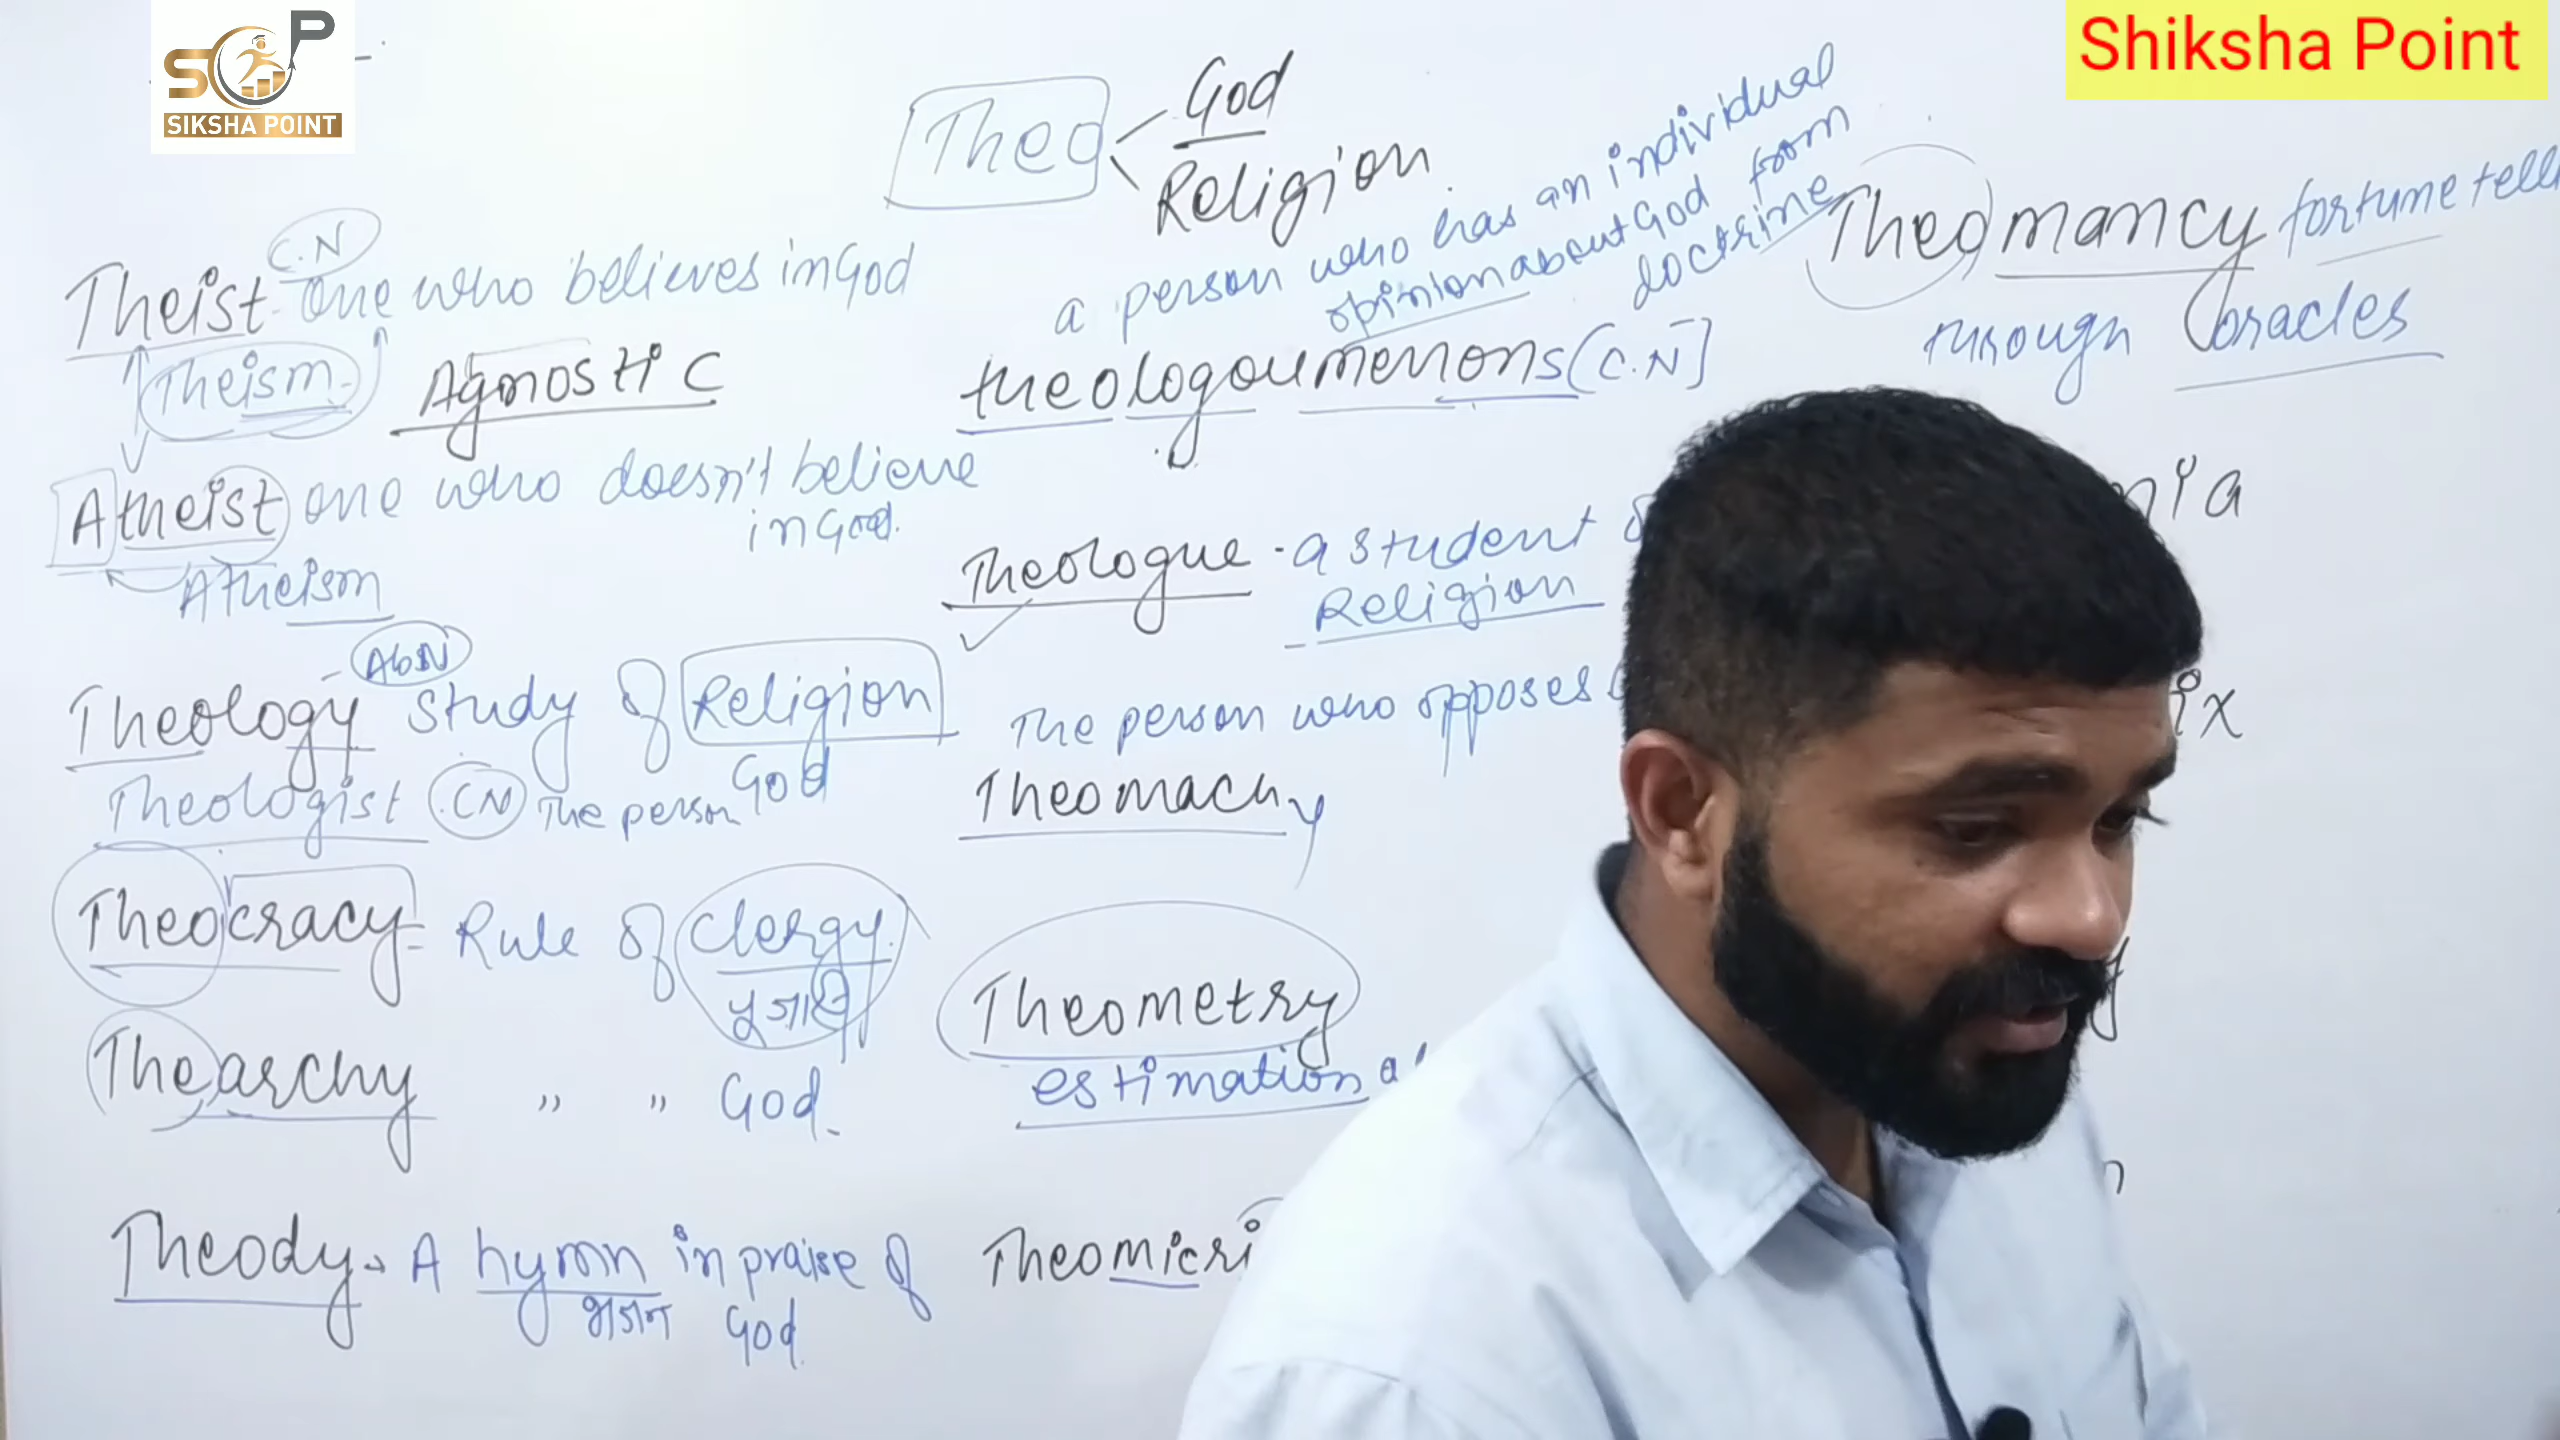 SIKSHA POINT
Shiksha Point
Theo
God
Religion
C.N
Theist - one who believes in God
Theism
Agnostic
Atheist one who doesn't believe
in God.
Atheism
Ab.N
Theology Study of Religion
God
Theologist C.N The person
Theocracy = Rule of Clergy
पुजारी
Thearchy " " God
Theody → A hymn in praise of
भजन God
a person who has an individual
opinion about God from
doctrine
theologoumenons (C.N]
Theologue - a student
Religion
The person who opposes
Theomachy
Theometry
estimation
Theomicri
Theomancy fortune tell
through oracles
nia
ix